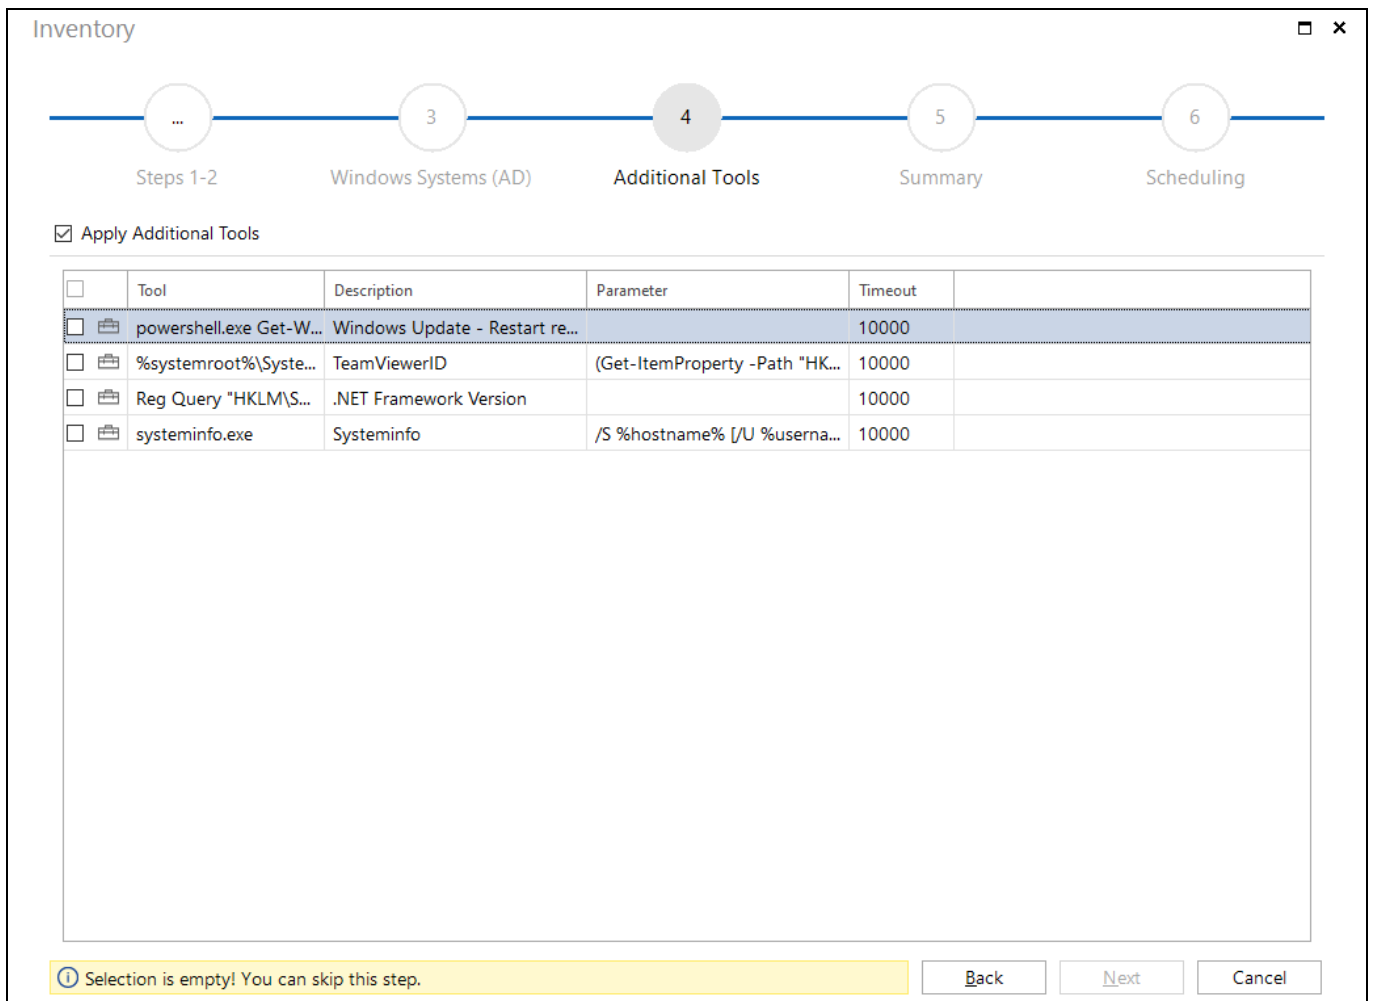 Inventory
... 3 4 5 6
Steps 1-2 Windows Systems (AD) Additional Tools Summary Scheduling
Apply Additional Tools
Tool Description Parameter Timeout
powershell.exe Get-W... Windows Update - Restart re... 10000
%systemroot%\Syste... TeamViewerID (Get-ItemProperty -Path "HK... 10000
Reg Query "HKLM\S... .NET Framework Version 10000
systeminfo.exe Systeminfo /S %hostname% [/U %userna... 10000
Selection is empty! You can skip this step. Back Next Cancel